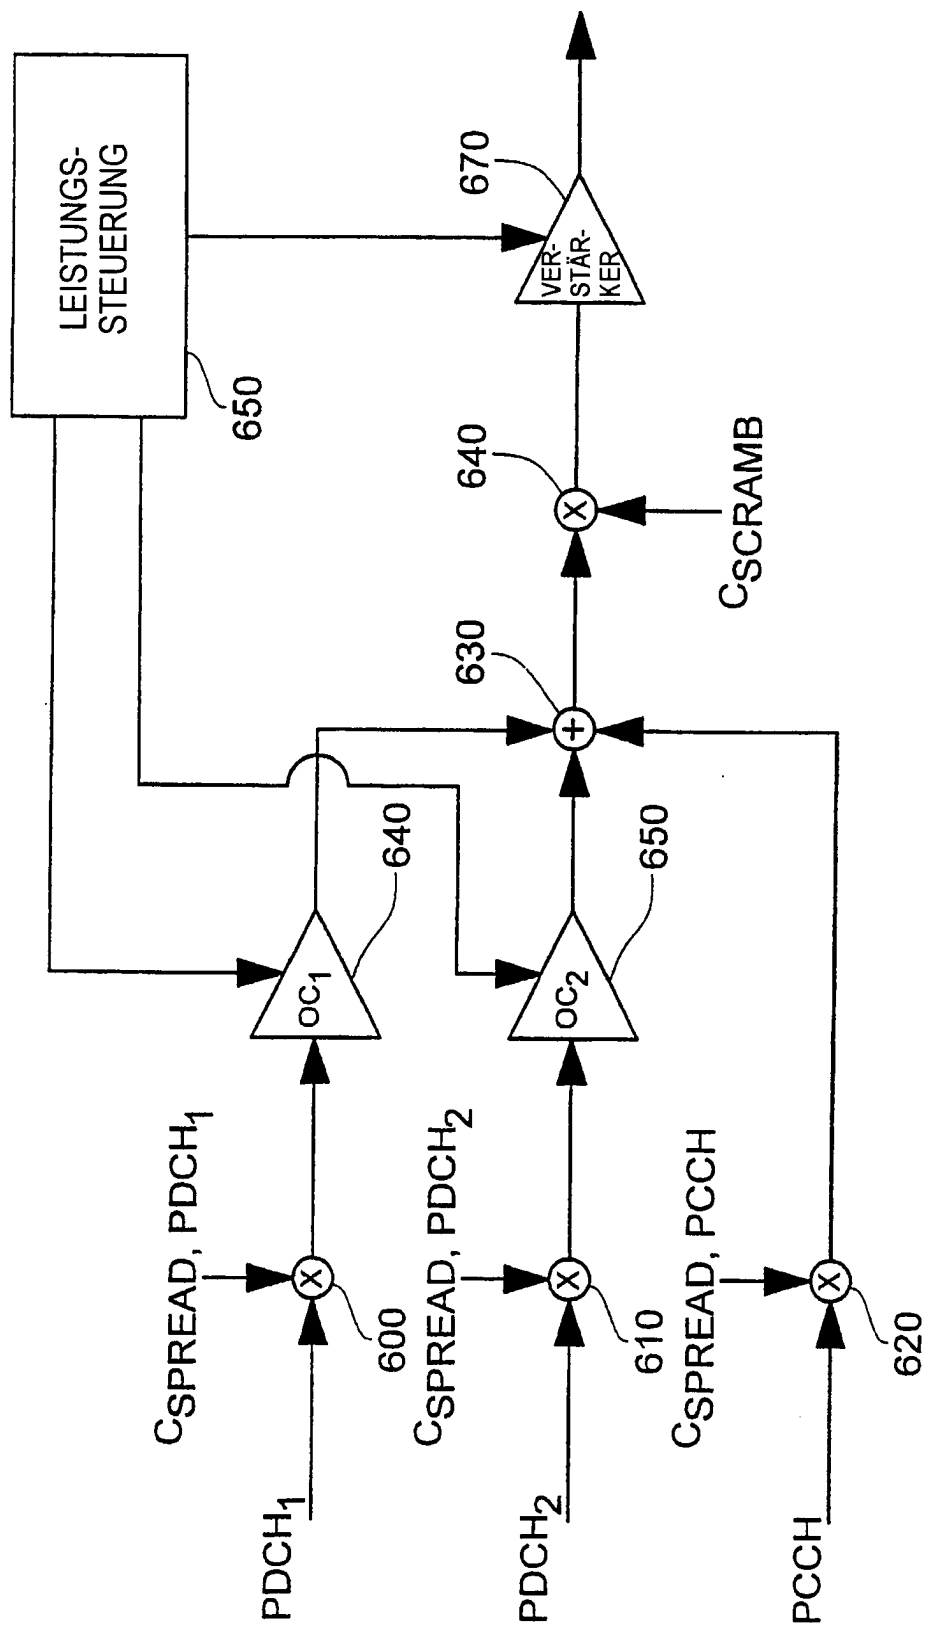 LEISTUNGS-
STEUERUNG
650
670
VER-
STÄR-
KER
640
CSCRAMB
630
OC1
640
OC2
650
CSPREAD, PDCH1
600
PDCH1
CSPREAD, PDCH2
610
PDCH2
CSPREAD, PCCH
620
PCCH
X
X
X
X
+